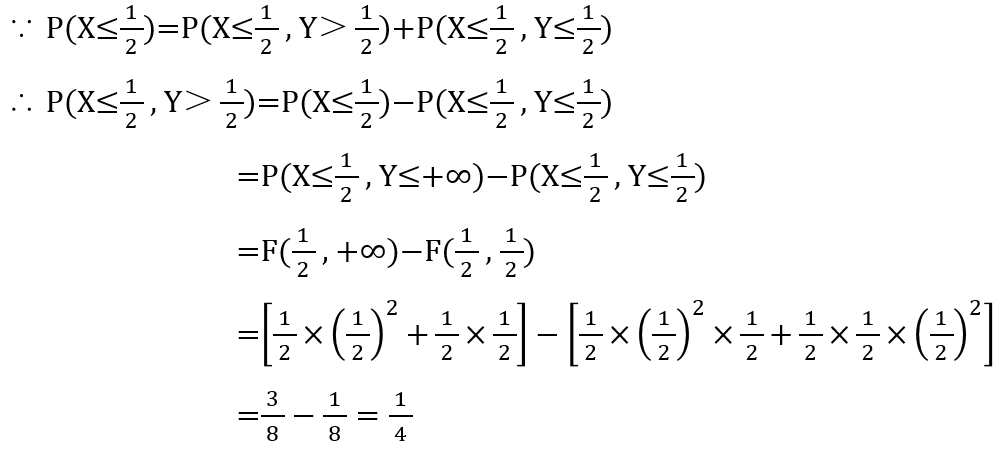 ∵ P(X≤1/2)=P(X≤1/2 , Y＞1/2)+P(X≤1/2 , Y≤1/2)
∴ P(X≤1/2 , Y＞1/2)=P(X≤1/2)−P(X≤1/2 , Y≤1/2)
=P(X≤1/2 , Y≤+∞)−P(X≤1/2 , Y≤1/2)
=F(1/2 , +∞)−F(1/2 , 1/2)
=[1/2×(1/2)²+1/2×1/2]−[1/2×(1/2)²×1/2+1/2×1/2×(1/2)²]
=3/8−1/8=1/4